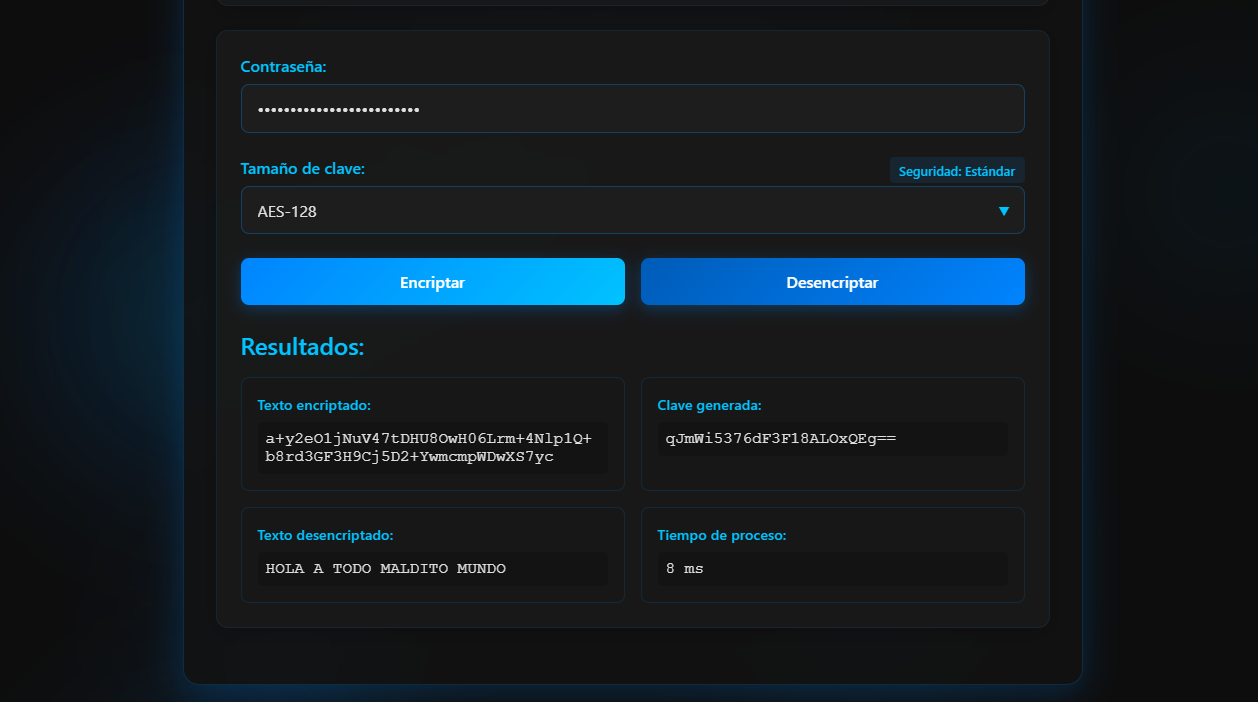 Contraseña:
•••••••••••••••••••••••••
Tamaño de clave:
Seguridad: Estándar
AES-128
Encriptar
Desencriptar
Resultados:
Texto encriptado:
a+y2eO1jNuV47tDHU8OwH06Lrm+4Nlp1Q+
b8rd3GF3H9Cj5D2+YwmcmpWDwXS7yc
Clave generada:
qJmWi5376dF3F18ALOxQEg==
Texto desencriptado:
HOLA A TODO MALDITO MUNDO
Tiempo de proceso:
8 ms